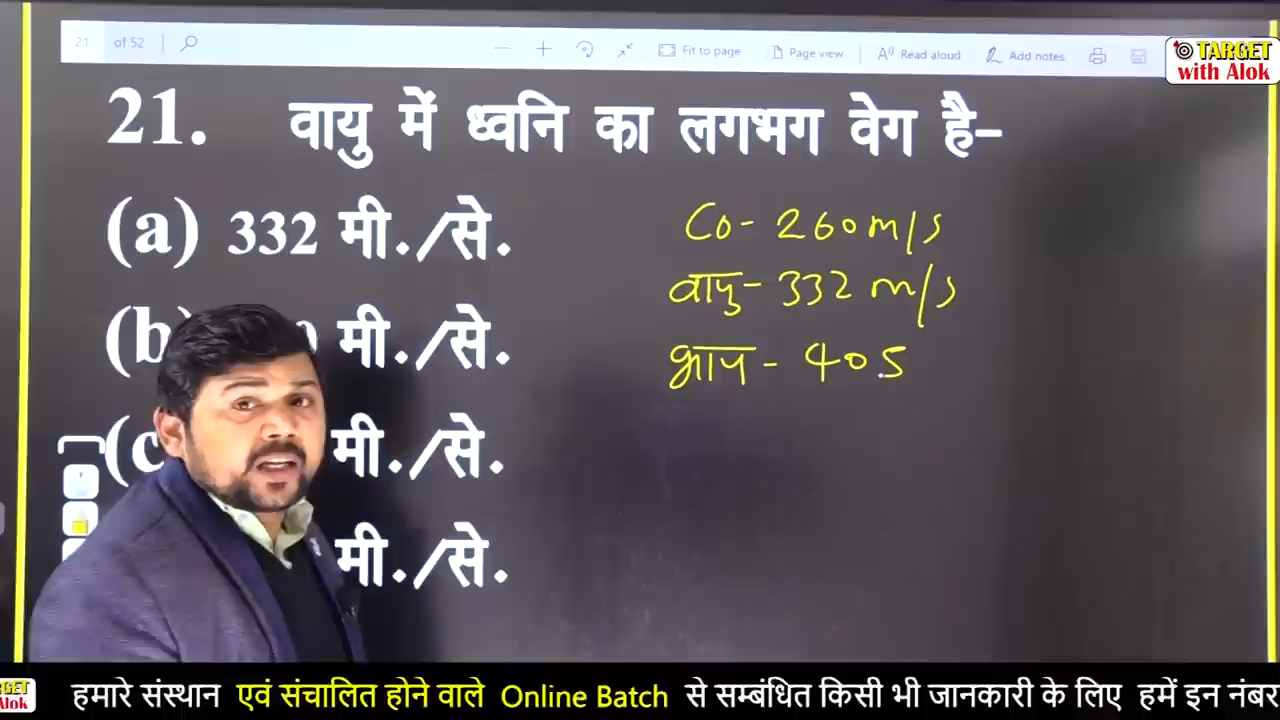 21 of 52 Fit to page Page view Read aloud Add notes
TARGET
with Alok
21. वायु में ध्वनि का लगभग वेग है-
(a) 332 मी./से.
Co- 260 m/s
वायु- 332 m/s
(b) मी./से.
भाप - 405
(c मी./से.
मी./से.
हमारे संस्थान एवं संचालित होने वाले Online Batch से सम्बंधित किसी भी जानकारी के लिए हमें इन नंबर